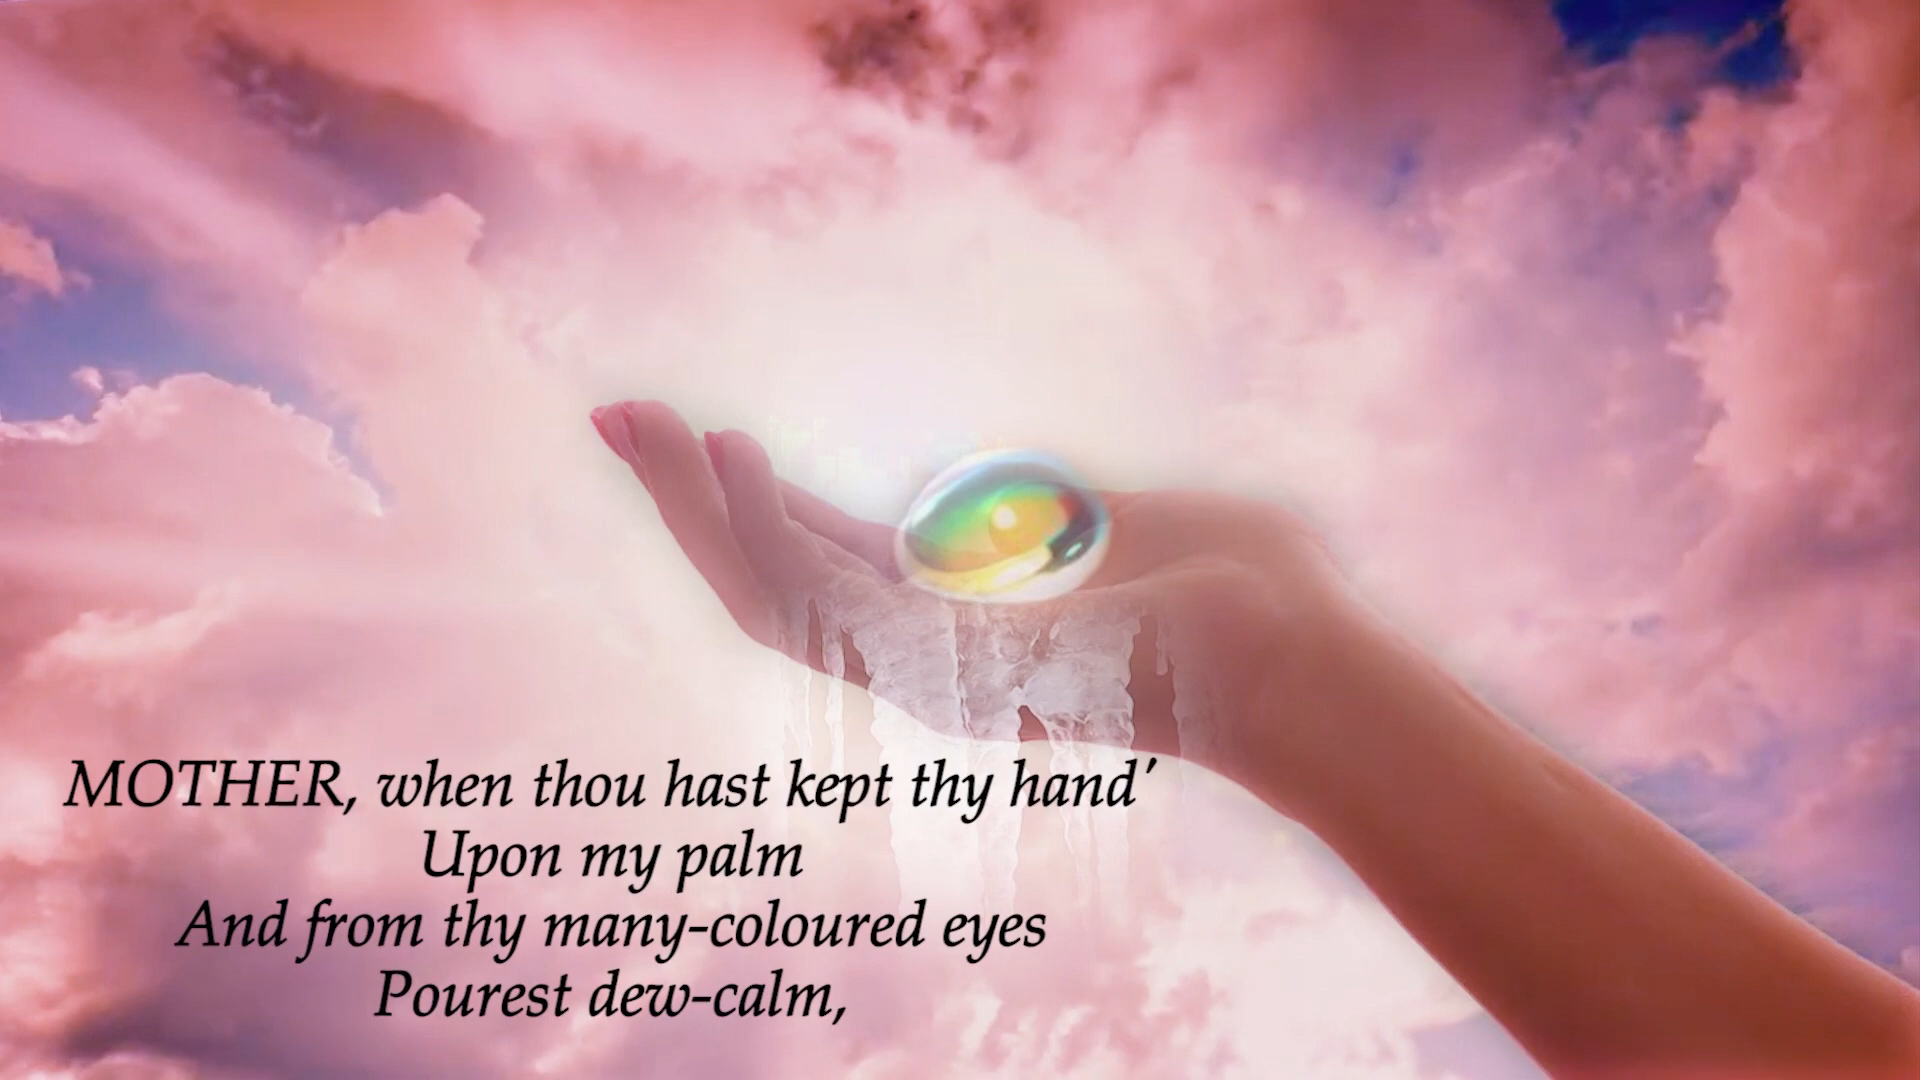 MOTHER, when thou hast kept thy hand'
Upon my palm
And from thy many-coloured eyes
Pourest dew-calm,